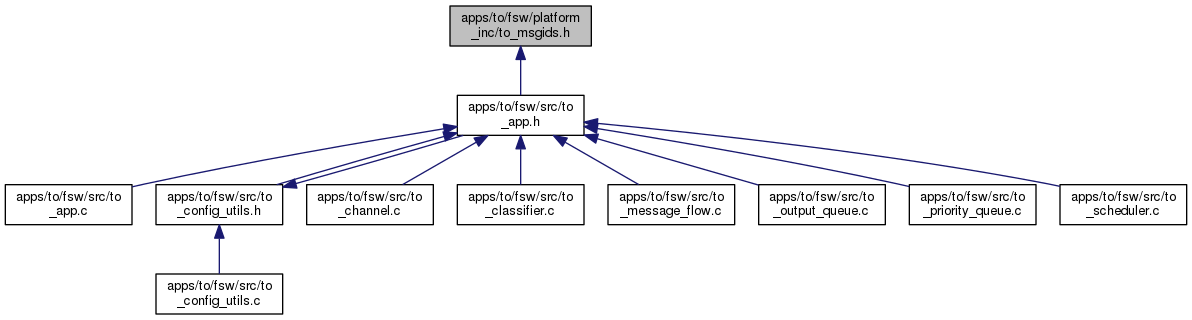 apps/to/fsw/platform
_inc/to_msgids.h
apps/to/fsw/src/to
_app.h
apps/to/fsw/src/to
_app.c
apps/to/fsw/src/to
_config_utils.h
apps/to/fsw/src/to
_channel.c
apps/to/fsw/src/to
_classifier.c
apps/to/fsw/src/to
_message_flow.c
apps/to/fsw/src/to
_output_queue.c
apps/to/fsw/src/to
_priority_queue.c
apps/to/fsw/src/to
_scheduler.c
apps/to/fsw/src/to
_config_utils.c